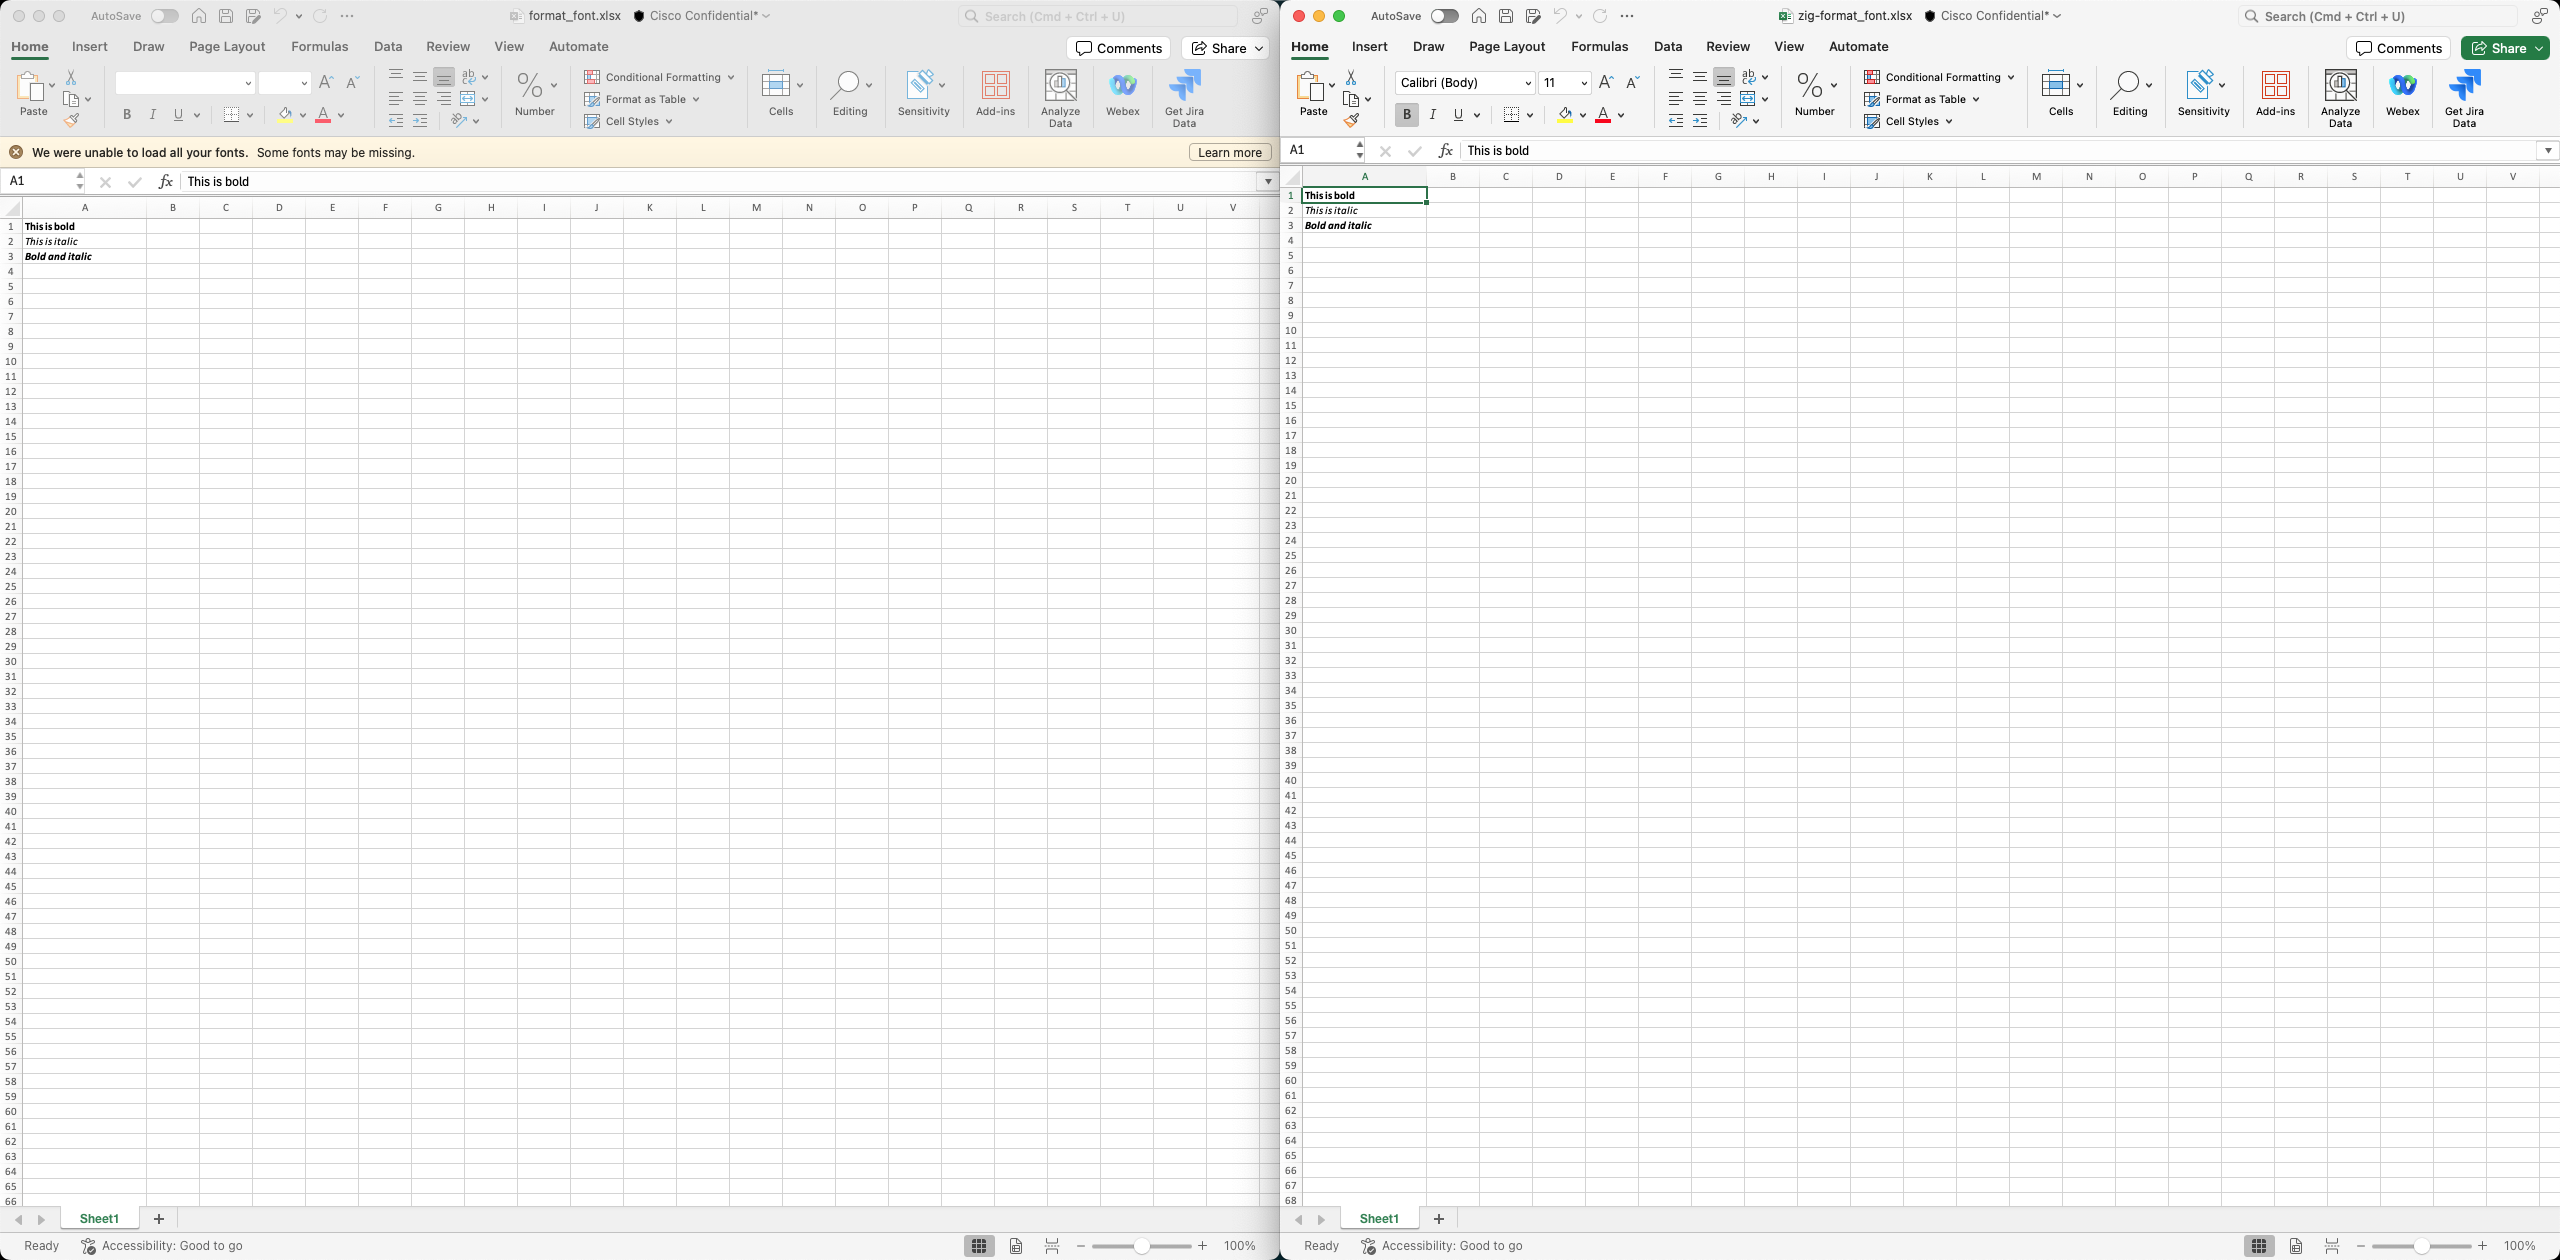 AutoSave format_font.xlsx Cisco Confidential* Search (Cmd + Ctrl + U)
Home Insert Draw Page Layout Formulas Data Review View Automate Comments Share
Paste
B I U
Number
Conditional Formatting
Format as Table
Cell Styles
Cells
Editing
Sensitivity
Add-ins
Analyze
Data
Webex
Get Jira
Data
We were unable to load all your fonts. Some fonts may be missing. Learn more
A1 fx This is bold
A B C D E F G H I J K L M N O P Q R S T U V
1 This is bold
2 This is italic
3 Bold and italic
4
5
6
7
8
9
10
11
12
13
14
15
16
17
18
19
20
21
22
23
24
25
26
27
28
29
30
31
32
33
34
35
36
37
38
39
40
41
42
43
44
45
46
47
48
49
50
51
52
53
54
55
56
57
58
59
60
61
62
63
64
65
66
Sheet1 +
Ready Accessibility: Good to go 100%
AutoSave zig-format_font.xlsx Cisco Confidential* Search (Cmd + Ctrl + U)
Home Insert Draw Page Layout Formulas Data Review View Automate Comments Share
Paste
Calibri (Body) 11
B I U
Number
Conditional Formatting
Format as Table
Cell Styles
Cells
Editing
Sensitivity
Add-ins
Analyze
Data
Webex
Get Jira
Data
A1 fx This is bold
A B C D E F G H I J K L M N O P Q R S T U V
1 This is bold
2 This is italic
3 Bold and italic
4
5
6
7
8
9
10
11
12
13
14
15
16
17
18
19
20
21
22
23
24
25
26
27
28
29
30
31
32
33
34
35
36
37
38
39
40
41
42
43
44
45
46
47
48
49
50
51
52
53
54
55
56
57
58
59
60
61
62
63
64
65
66
67
68
Sheet1 +
Ready Accessibility: Good to go 100%